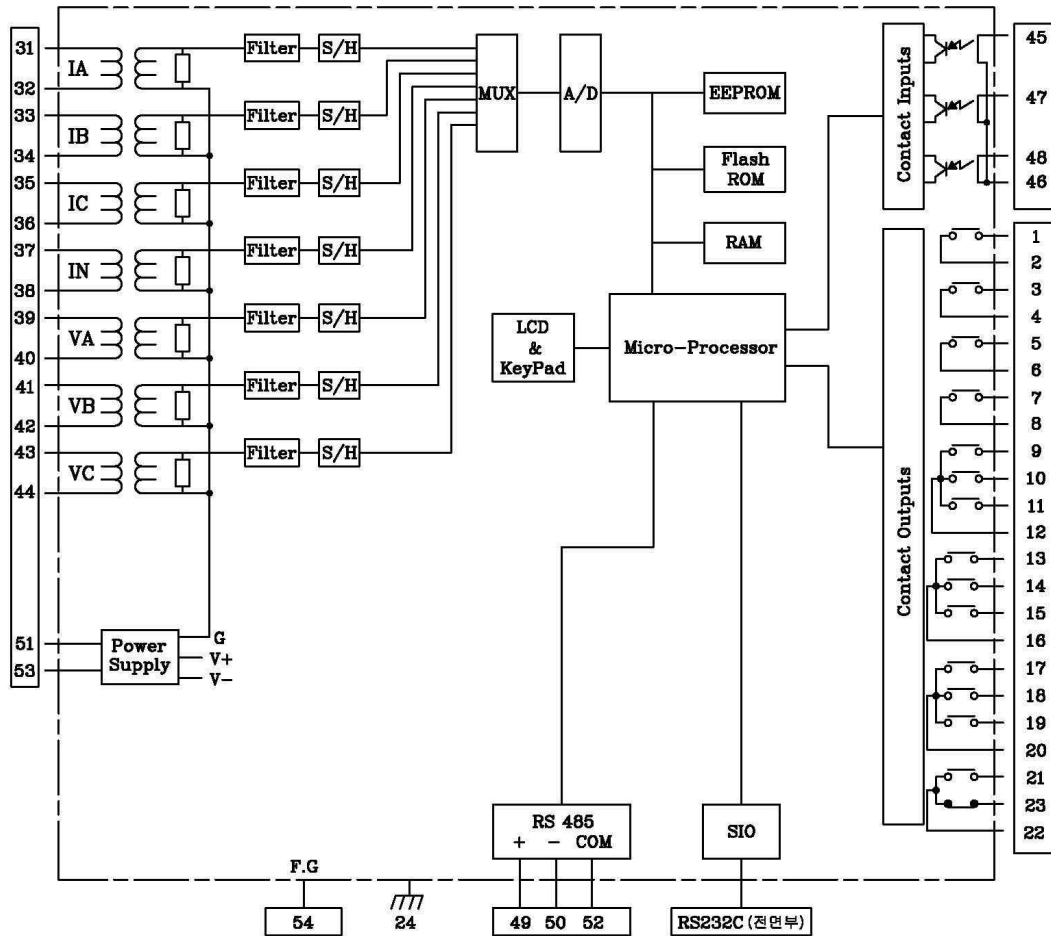 31
IA
32
33
IB
34
35
IC
36
37
IN
38
39
VA
40
41
VB
42
43
VC
44
51
53
Filter
S/H
Filter
S/H
Filter
S/H
Filter
S/H
Filter
S/H
Filter
S/H
Filter
S/H
MUX
A/D
EEPROM
Flash
ROM
RAM
LCD
&
KeyPad
Micro-Processor
Power
Supply
G
V+
V-
Contact Inputs
45
47
48
46
Contact Outputs
1
2
3
4
5
6
7
8
9
10
11
12
13
14
15
16
17
18
19
20
21
23
22
RS 485
+ - COM
SIO
F.G
54
24
49 50 52
RS232C (전면부)